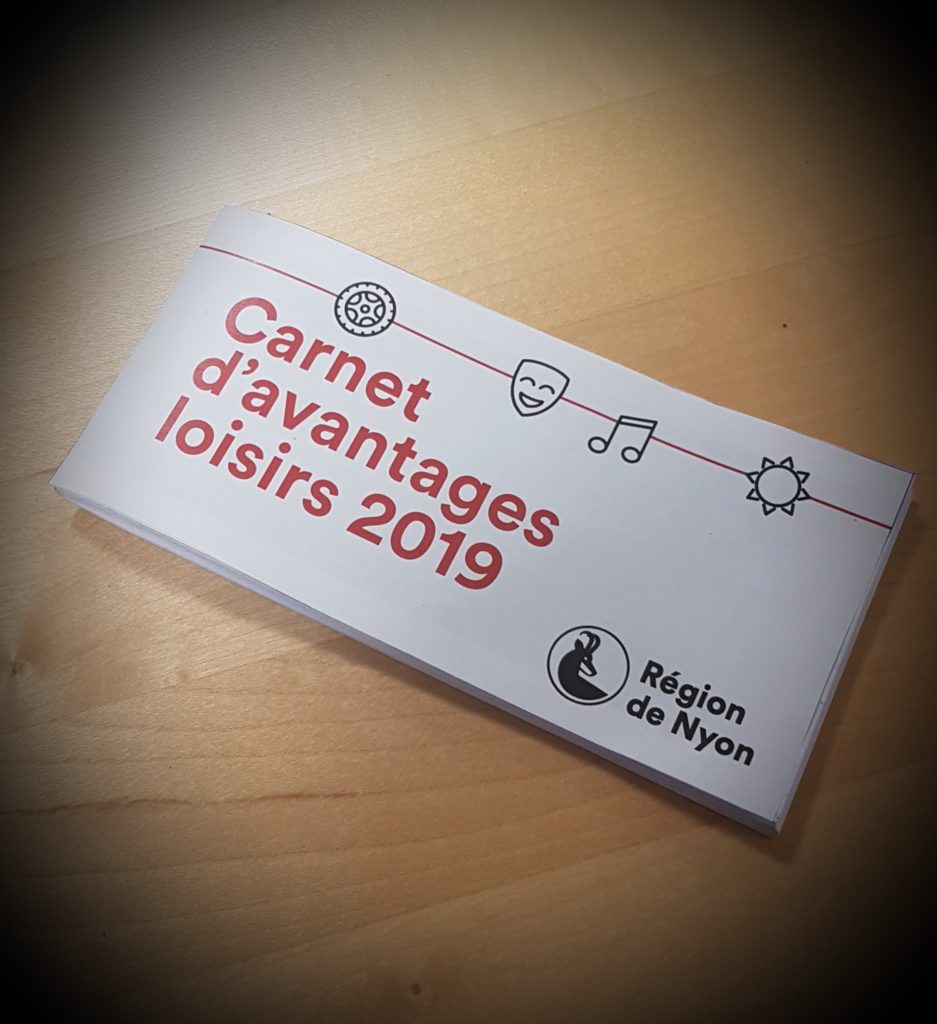 Carnet
d'avantages
loisirs 2019
Région
de Nyon